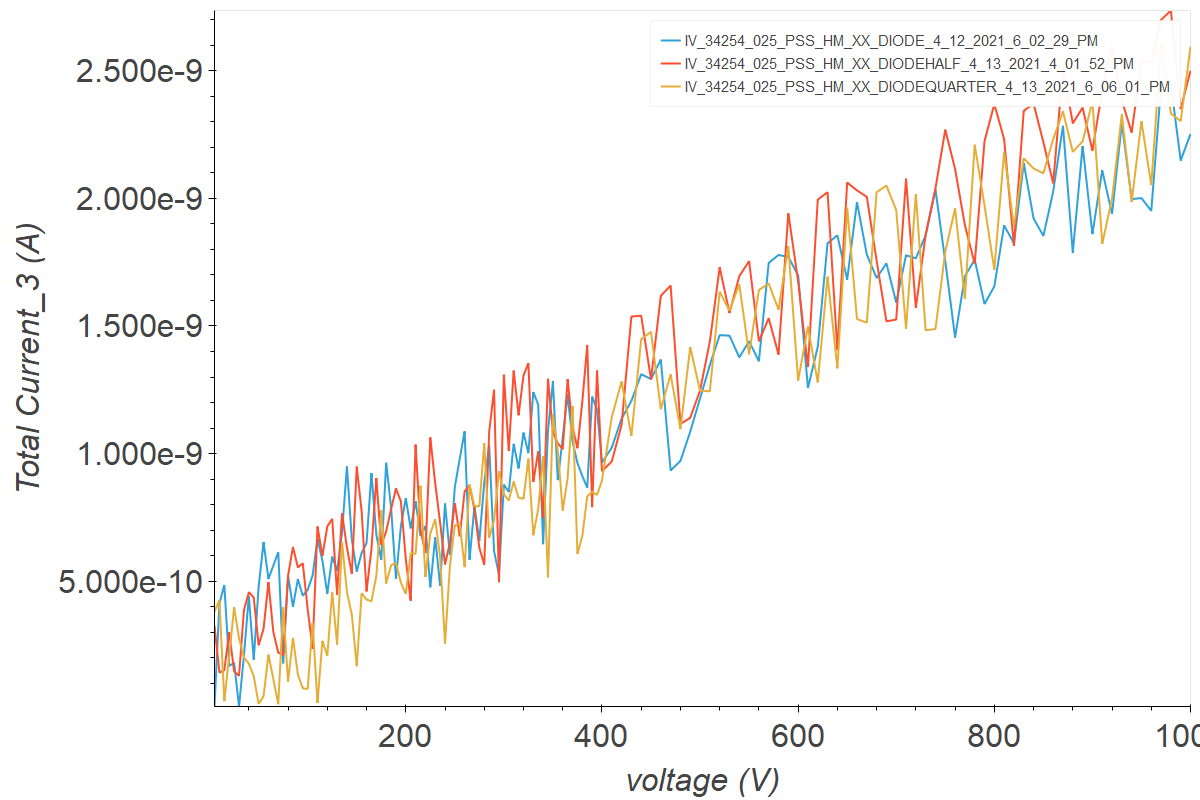 IV_34254_025_PSS_HM_XX_DIODE_4_12_2021_6_02_29_PM
IV_34254_025_PSS_HM_XX_DIODEHALF_4_13_2021_4_01_52_PM
IV_34254_025_PSS_HM_XX_DIODEQUARTER_4_13_2021_6_06_01_PM
Total Current_3 (A)
2.500e-9
2.000e-9
1.500e-9
1.000e-9
5.000e-10
200 400 600 800 100
voltage (V)